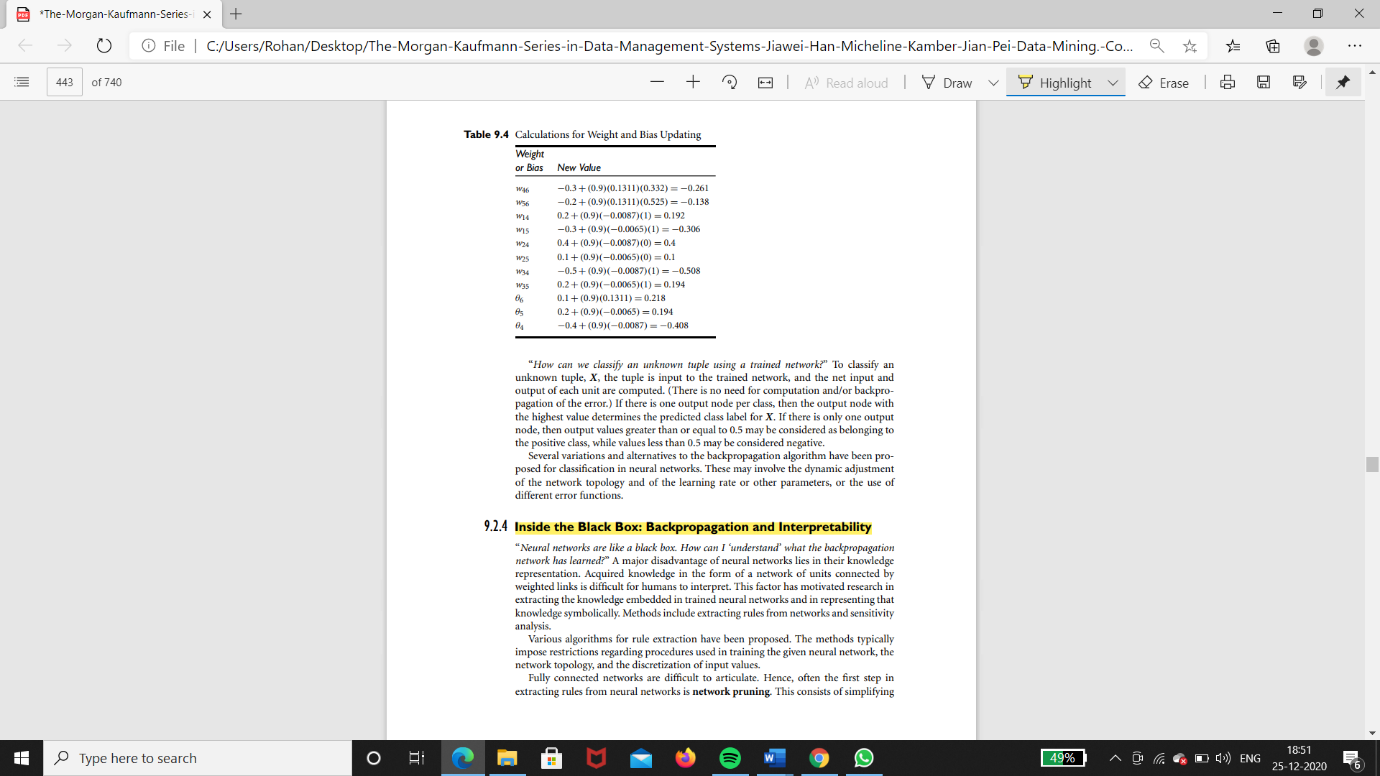 *The-Morgan-Kaufmann-Series-
File
C:/Users/Rohan/Desktop/The-Morgan-Kaufmann-Series-in-Data-Management-Systems-Jiawei-Han-Micheline-Kamber-Jian-Pei-Data-Mining.-Co...
443 of 740
Read aloud
Draw
Highlight
Erase
Table 9.4 Calculations for Weight and Bias Updating
Weight
or Bias New Value
w46 −0.3 + (0.9)(0.1311)(0.332) = −0.261
w56 −0.2 + (0.9)(0.1311)(0.525) = −0.138
w14 0.2 + (0.9)(−0.0087)(1) = 0.192
w15 −0.3 + (0.9)(−0.0065)(1) = −0.306
w24 0.4 + (0.9)(−0.0087)(0) = 0.4
w25 0.1 + (0.9)(−0.0065)(0) = 0.1
w34 −0.5 + (0.9)(−0.0087)(1) = −0.508
w35 0.2 + (0.9)(−0.0065)(1) = 0.194
θ6 0.1 + (0.9)(0.1311) = 0.218
θ5 0.2 + (0.9)(−0.0065) = 0.194
θ4 −0.4 + (0.9)(−0.0087) = −0.408
“How can we classify an unknown tuple using a trained network?” To classify an
unknown tuple, X, the tuple is input to the trained network, and the net input and
output of each unit are computed. (There is no need for computation and/or backpro-
pagation of the error.) If there is one output node per class, then the output node with
the highest value determines the predicted class label for X. If there is only one output
node, then output values greater than or equal to 0.5 may be considered as belonging to
the positive class, while values less than 0.5 may be considered negative.
Several variations and alternatives to the backpropagation algorithm have been pro-
posed for classification in neural networks. These may involve the dynamic adjustment
of the network topology and of the learning rate or other parameters, or the use of
different error functions.
9.2.4 Inside the Black Box: Backpropagation and Interpretability
“Neural networks are like a black box. How can I ‘understand’ what the backpropagation
network has learned?” A major disadvantage of neural networks lies in their knowledge
representation. Acquired knowledge in the form of a network of units connected by
weighted links is difficult for humans to interpret. This factor has motivated research in
extracting the knowledge embedded in trained neural networks and in representing that
knowledge symbolically. Methods include extracting rules from networks and sensitivity
analysis.
Various algorithms for rule extraction have been proposed. The methods typically
impose restrictions regarding procedures used in training the given neural network, the
network topology, and the discretization of input values.
Fully connected networks are difficult to articulate. Hence, often the first step in
extracting rules from neural networks is network pruning. This consists of simplifying
Type here to search
49%
ENG
18:51
25-12-2020
6